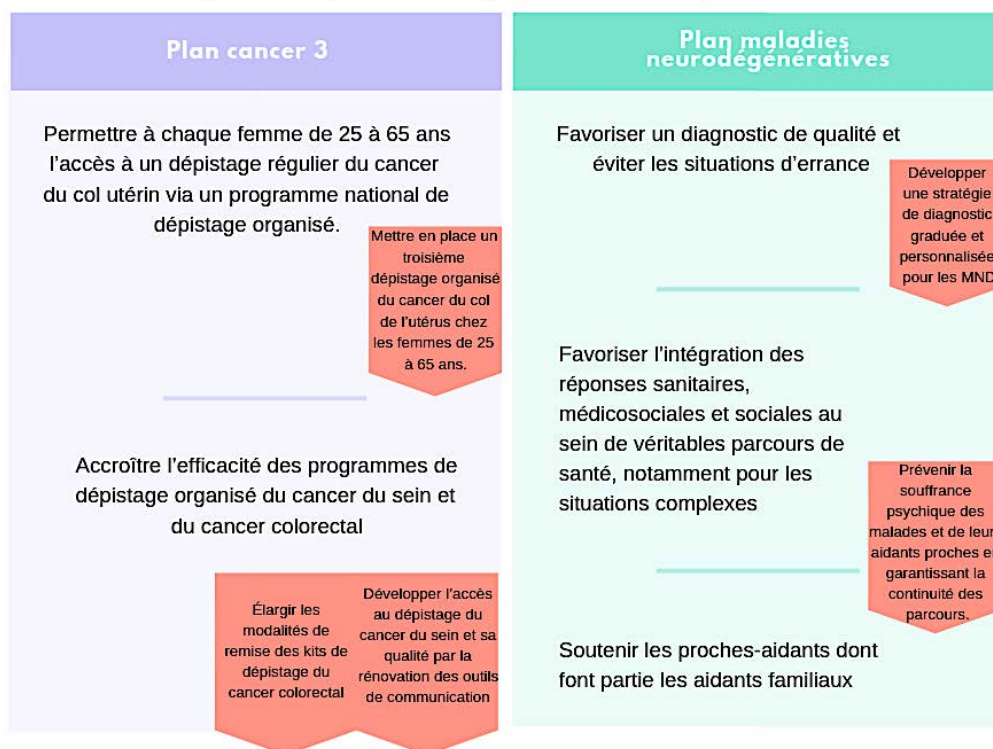 Plan cancer 3
Permettre à chaque femme de 25 à 65 ans
l'accès à un dépistage régulier du cancer
du col utérin via un programme national de
dépistage organisé.
Mettre en place un
troisième
dépistage organisé
du cancer du col
de l'utérus chez
les femmes de 25
à 65 ans.
Accroître l'efficacité des programmes de
dépistage organisé du cancer du sein et
du cancer colorectal
Élargir les
modalités de
remise des kits de
dépistage du
cancer colorectal
Développer l'accès
au dépistage du
cancer du sein et sa
qualité par la
rénovation des outils
de communication
Plan maladies
neurodégénératives
Favoriser un diagnostic de qualité et
éviter les situations d'errance
Développer
une stratégie
de diagnostic
graduée et
personnalisée
pour les MND
Favoriser l'intégration des
réponses sanitaires,
médicosociales et sociales au
sein de véritables parcours de
santé, notamment pour les
situations complexes
Prévenir la
souffrance
psychique des
malades et de leur
aidants proches e
garantissant la
continuité des
parcours.
Soutenir les proches-aidants dont
font partie les aidants familiaux